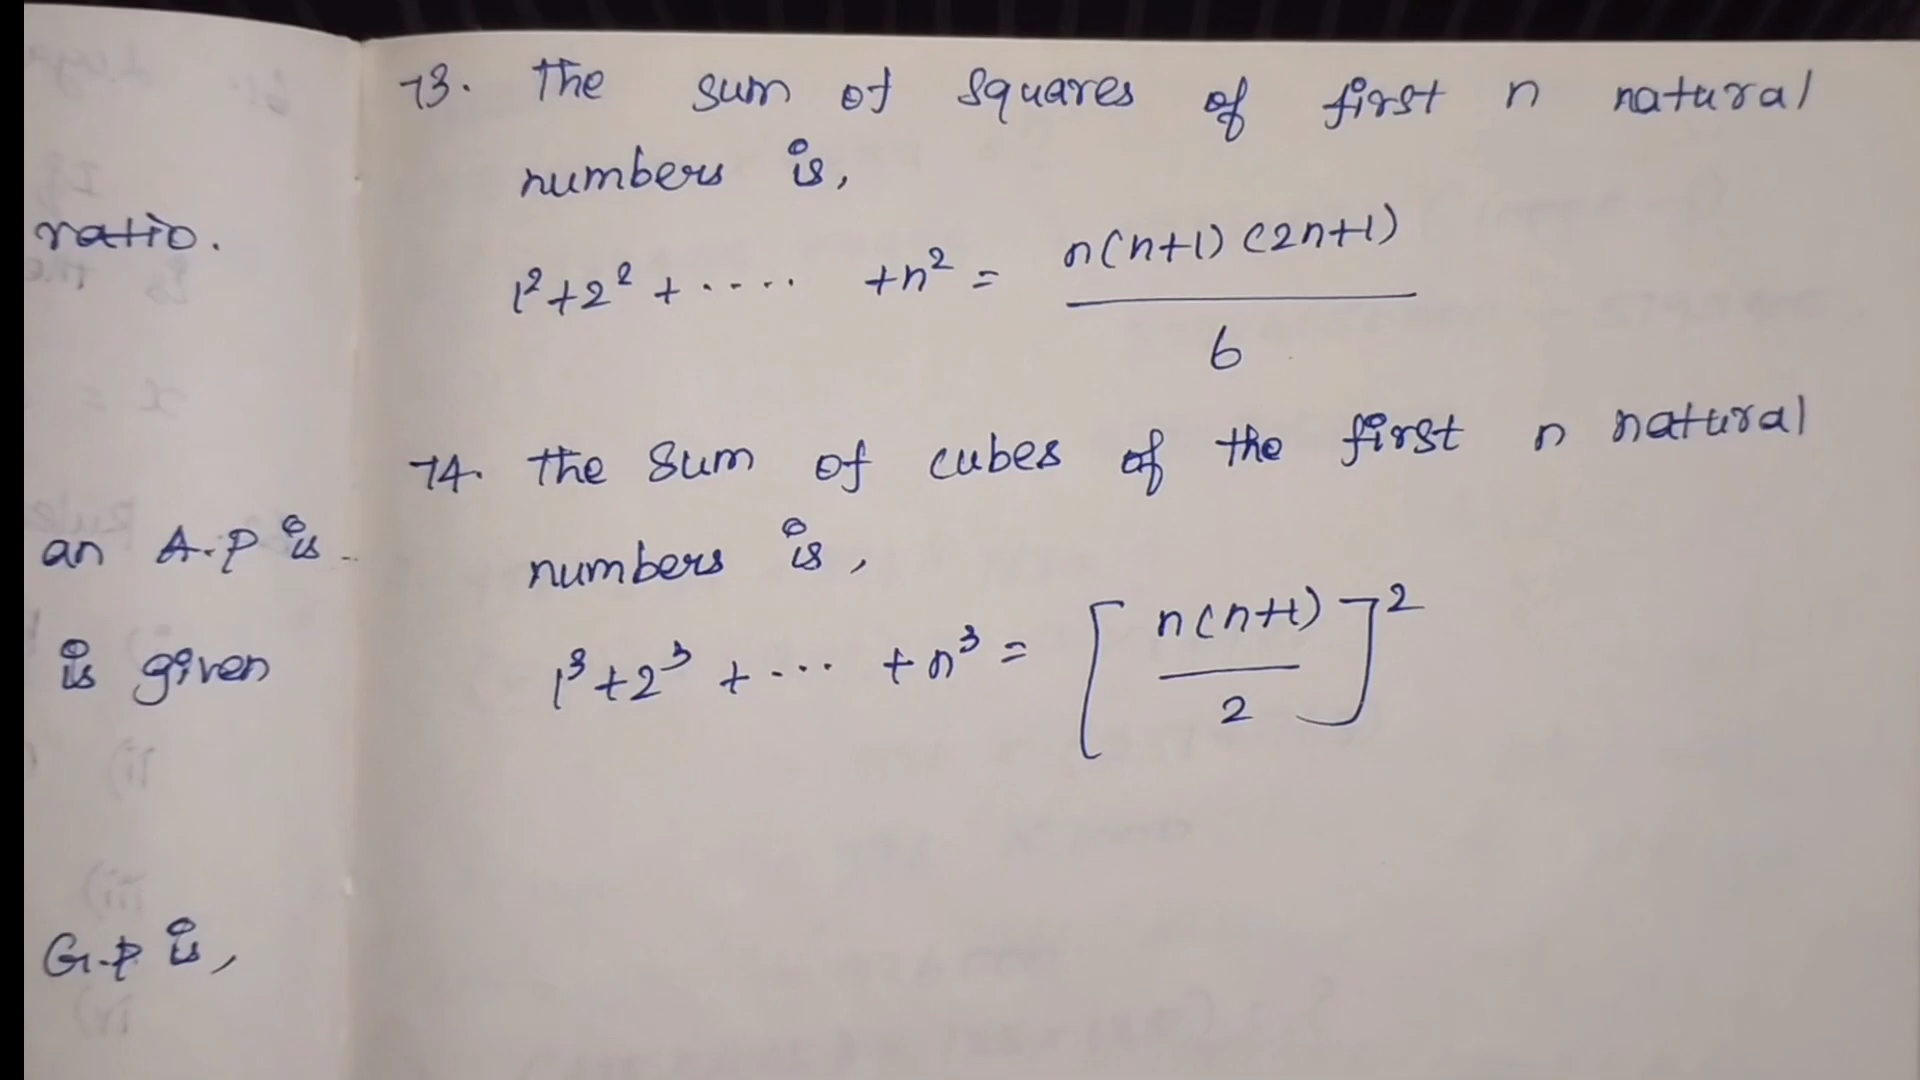 ratio.
an A.P is
is given
G.P is,
73. The sum of squares of first n natural
numbers is,
1²+2²+..... +n² = n(n+1)(2n+1)
6
74. the sum of cubes of the first n natural
numbers is,
1³+2³+.... +n³ = [n(n+1)]²
2